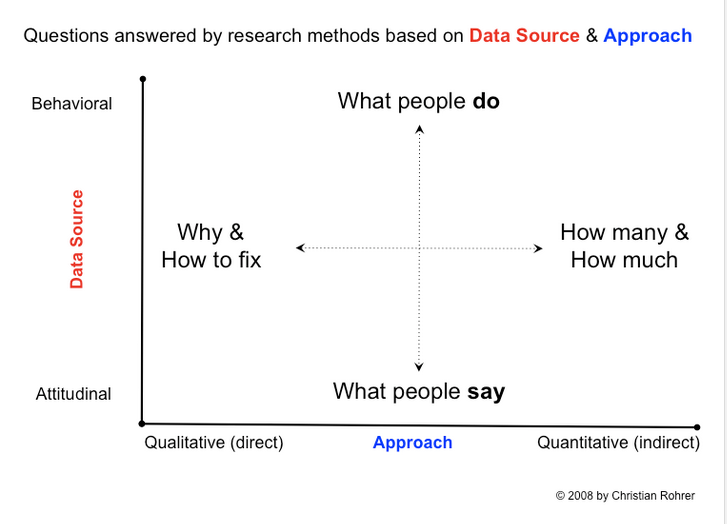 Questions answered by research methods based on Data Source & Approach
Behavioral
What people do
Data Source
Why &
How to fix
How many &
How much
Attitudinal
What people say
Qualitative (direct)
Approach
Quantitative (indirect)
© 2008 by Christian Rohrer